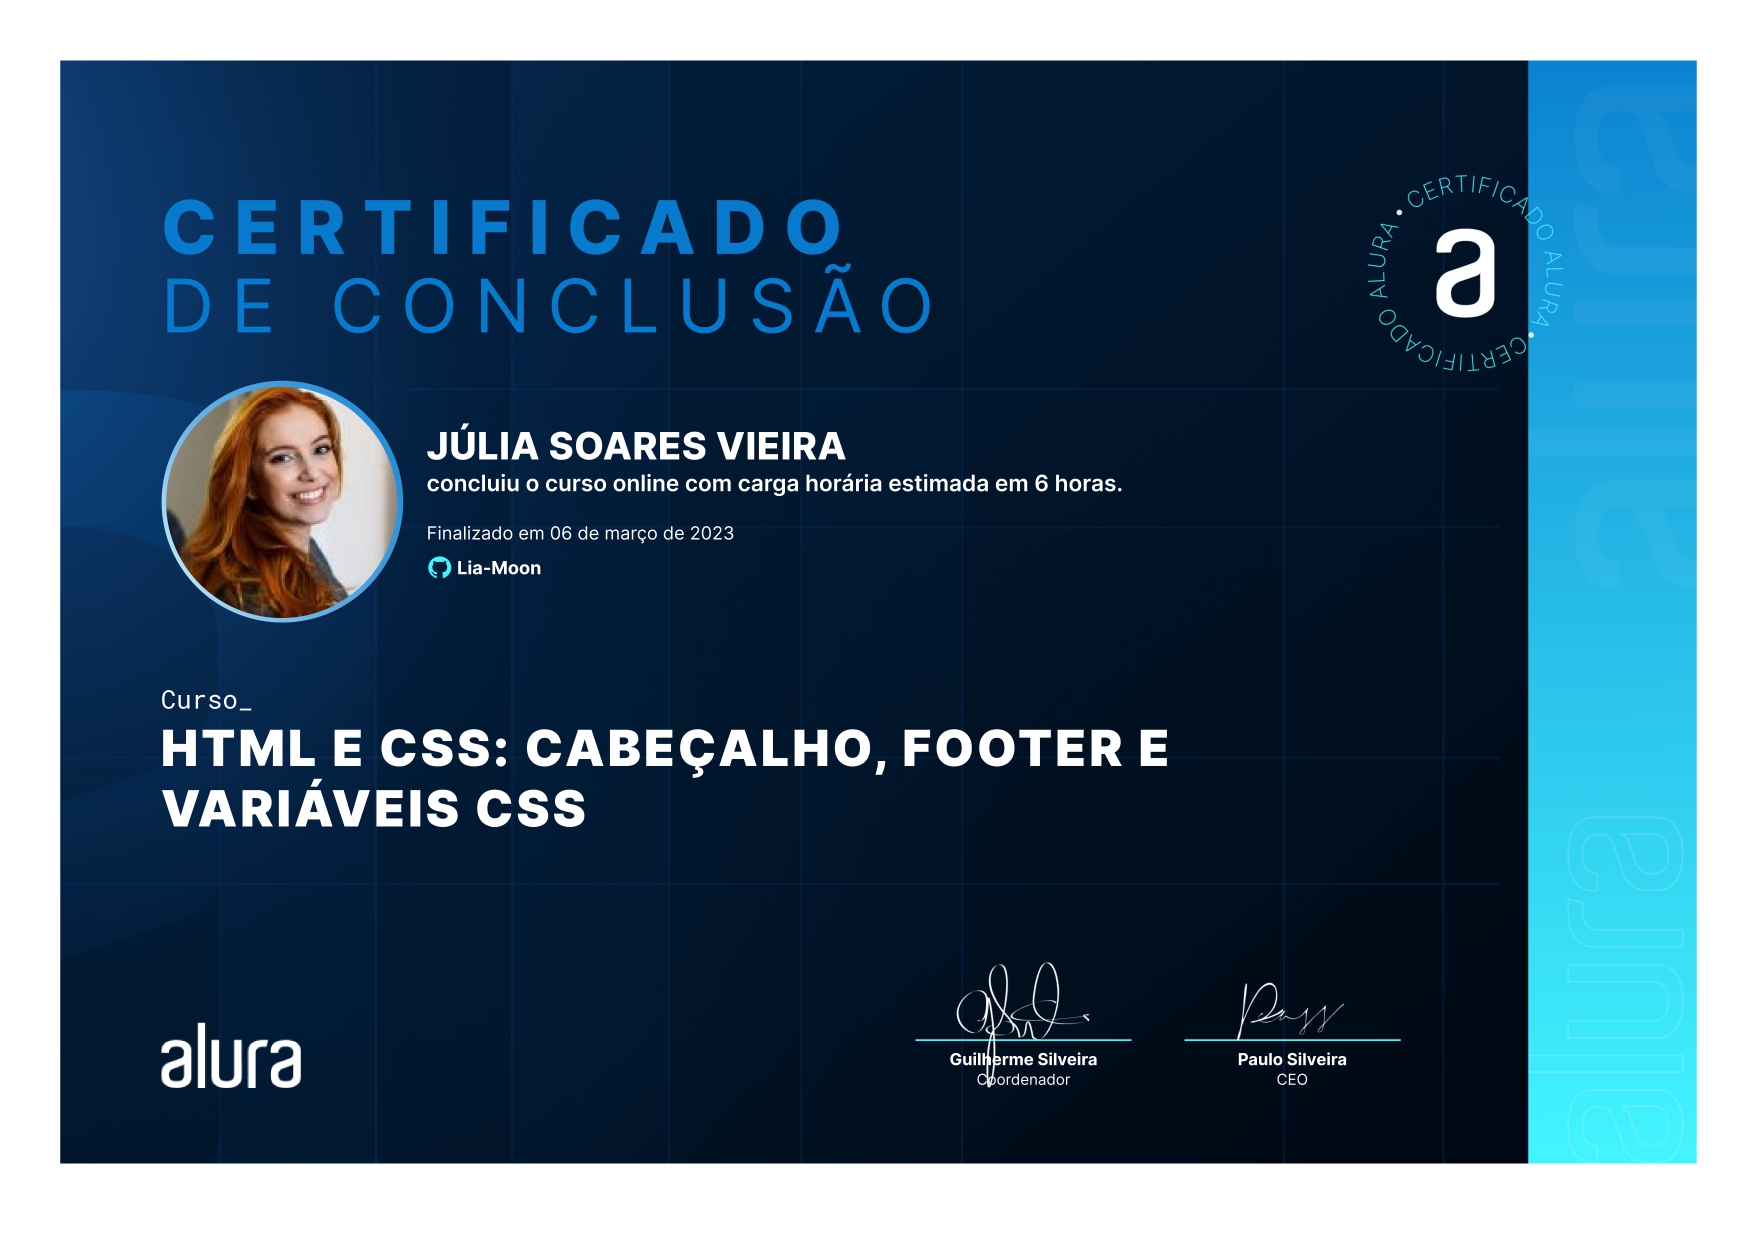 CERTIFICADO
DE CONCLUSÃO
CERTIFICADO ALURA • CERTIFICADO ALURA •
a
JÚLIA SOARES VIEIRA
concluiu o curso online com carga horária estimada em 6 horas.
Finalizado em 06 de março de 2023
Lia-Moon
Curso_
HTML E CSS: CABEÇALHO, FOOTER E
VARIÁVEIS CSS
alura
Guilherme Silveira
Coordenador
Paulo Silveira
CEO
alura
alura
alura